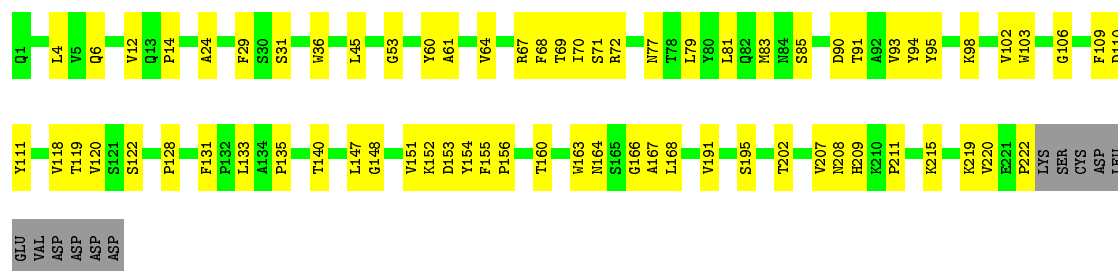 Q1 L4 V5 Q6 V12 Q13 P14 A24 F29 S30 S31 W36 L45 G53 Y60 A61 V64 R67 F68 T69 I70 S71 R72 N77 T78 L79 Y80 L81 Q82 M83 N84 S85 D90 T91 A92 V93 Y94 Y95 K98 V102 W103 G106 F109 D110
Y111 V118 T119 V120 S121 S122 P128 F131 P132 L133 A134 P135 T140 L147 G148 V151 K152 D153 Y154 F155 P156 T160 W163 N164 S165 G166 A167 L168 V191 S195 T202 V207 N208 H209 K210 P211 K215 K219 V220 E221 P222 LYS SER CYS ASP LEU
GLU VAL ASP ASP ASP ASP